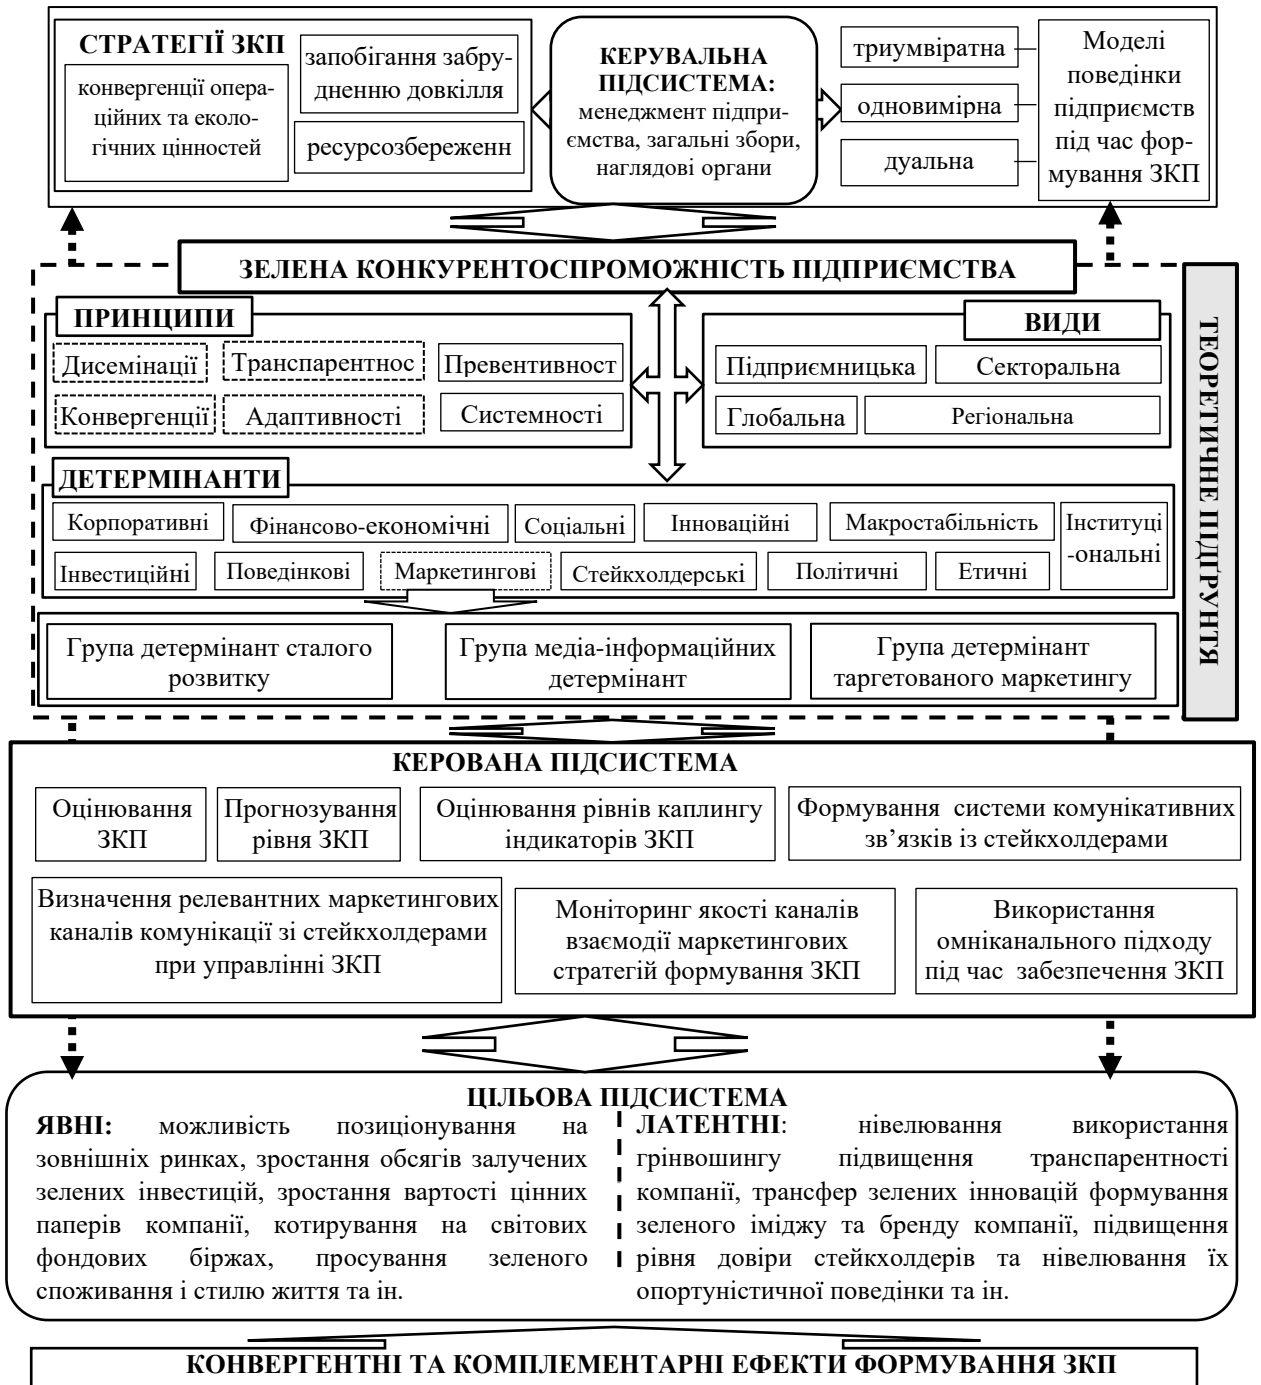 СТРАТЕГІЇ ЗКП
конвергенції опера-
ційних та еколо-
гічних цінностей
запобігання забру-
дненню довкілля
ресурсозбереженн
КЕРУВАЛЬНА
ПІДСИСТЕМА:
менеджмент підпри-
ємства, загальні збори,
наглядові органи
триумвіратна
одновимірна
дуальна
Моделі
поведінки
підприємств
під час фор-
мування ЗКП
ЗЕЛЕНА КОНКУРЕНТОСПРОМОЖНІСТЬ ПІДПРИЄМСТВА
ПРИНЦИПИ
Дисемінації
Транспарентнос
Превентивност
Конвергенції
Адаптивності
Системності
ВИДИ
Підприємницька
Секторальна
Глобальна
Регіональна
ТЕОРЕТИЧНЕ ПІДҐРУНТЯ
ДЕТЕРМІНАНТИ
Корпоративні
Фінансово-економічні
Соціальні
Інноваційні
Макростабільність
Інституці
-ональні
Інвестиційні
Поведінкові
Маркетингові
Стейкхолдерські
Політичні
Етичні
Група детермінант сталого
розвитку
Група медіа-інформаційних
детермінант
Група детермінант
таргетованого маркетингу
КЕРОВАНА ПІДСИСТЕМА
Оцінювання
ЗКП
Прогнозування
рівня ЗКП
Оцінювання рівнів каплингу
індикаторів ЗКП
Формування системи комунікативних
зв’язків із стейкхолдерами
Визначення релевантних маркетингових
каналів комунікації зі стейкхолдерами
при управлінні ЗКП
Моніторинг якості каналів
взаємодії маркетингових
стратегій формування ЗКП
Використання
омніканального підходу
під час забезпечення ЗКП
ЦІЛЬОВА ПІДСИСТЕМА
ЯВНІ: можливість позиціонування на
зовнішніх ринках, зростання обсягів залучених
зелених інвестицій, зростання вартості цінних
паперів компанії, котирування на світових
фондових біржах, просування зеленого
споживання і стилю життя та ін.
ЛАТЕНТНІ: нівелювання використання
грінвошингу підвищення транспарентності
компанії, трансфер зелених інновацій формування
зеленого іміджу та бренду компанії, підвищення
рівня довіри стейкхолдерів та нівелювання їх
опортуністичної поведінки та ін.
КОНВЕРГЕНТНІ ТА КОМПЛЕМЕНТАРНІ ЕФЕКТИ ФОРМУВАННЯ ЗКП